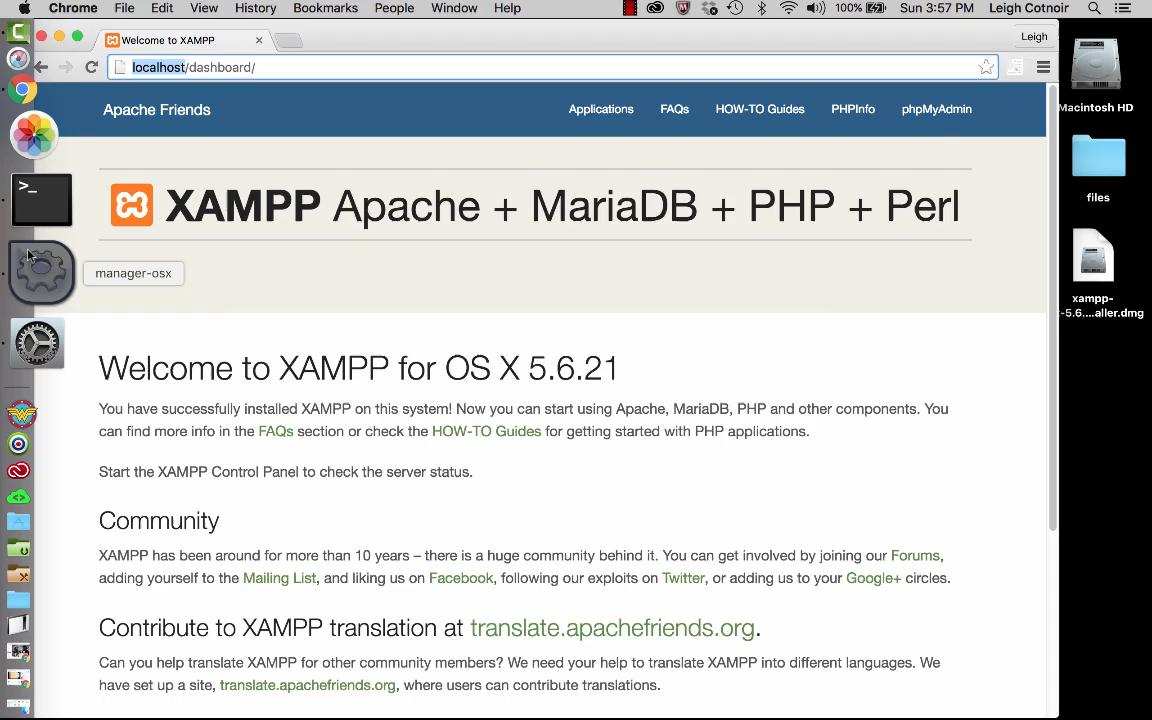 Chrome File Edit View History Bookmarks People Window Help 100% Sun 3:57 PM Leigh Cotnoir
Welcome to XAMPP
Leigh
localhost/dashboard/
Apache Friends Applications FAQs HOW-TO Guides PHPInfo phpMyAdmin
Macintosh HD
files
xampp-
-5.6....aller.dmg
>_
XAMPP Apache + MariaDB + PHP + Perl
manager-osx
Welcome to XAMPP for OS X 5.6.21
You have successfully installed XAMPP on this system! Now you can start using Apache, MariaDB, PHP and other components. You
can find more info in the FAQs section or check the HOW-TO Guides for getting started with PHP applications.
Start the XAMPP Control Panel to check the server status.
Community
XAMPP has been around for more than 10 years – there is a huge community behind it. You can get involved by joining our Forums,
adding yourself to the Mailing List, and liking us on Facebook, following our exploits on Twitter, or adding us to your Google+ circles.
Contribute to XAMPP translation at translate.apachefriends.org.
Can you help translate XAMPP for other community members? We need your help to translate XAMPP into different languages. We
have set up a site, translate.apachefriends.org, where users can contribute translations.